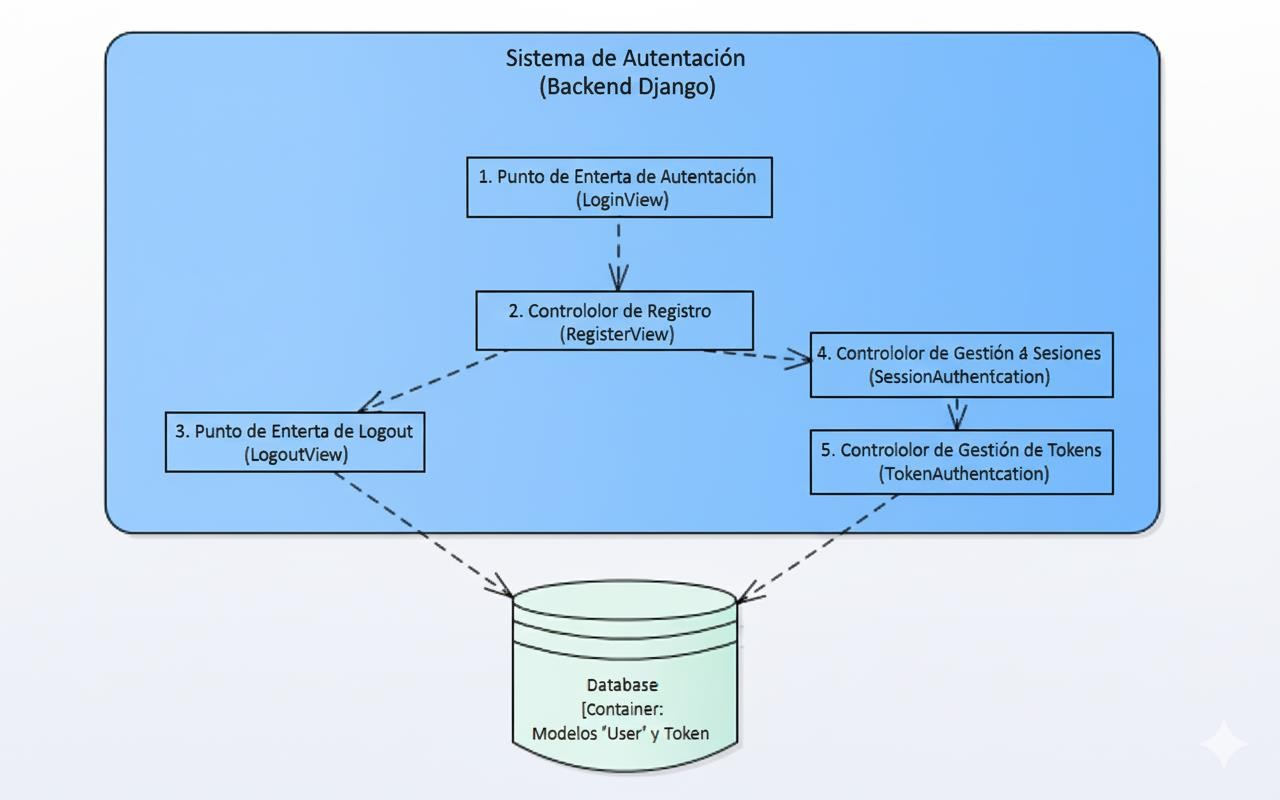 Sistema de Autentación
(Backend Django)
1. Punto de Enterta de Autentación
(LoginView)
2. Contrololor de Registro
(RegisterView)
4. Contrololor de Gestión á Sesiones
(SessionAuthentcation)
3. Punto de Enterta de Logout
(LogoutView)
5. Contrololor de Gestión de Tokens
(TokenAuthentcation)
Database
[Container:
Modelos "User' y Token